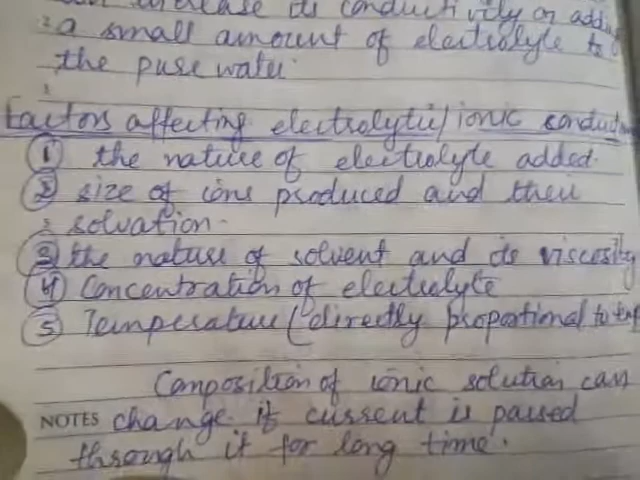 increase its conductivity on adding
a small amount of electrolyte to
the pure water.
Factors affecting electrolytic/ionic conduct
① the nature of electrolyte added.
② size of ions produced and their
solvation.
③ the nature of solvent and its viscosity
④ Concentration of electrolyte
⑤ Temperature (directly proportional to temp
Composition of ionic solution can
NOTES change if current is passed
through it for long time.